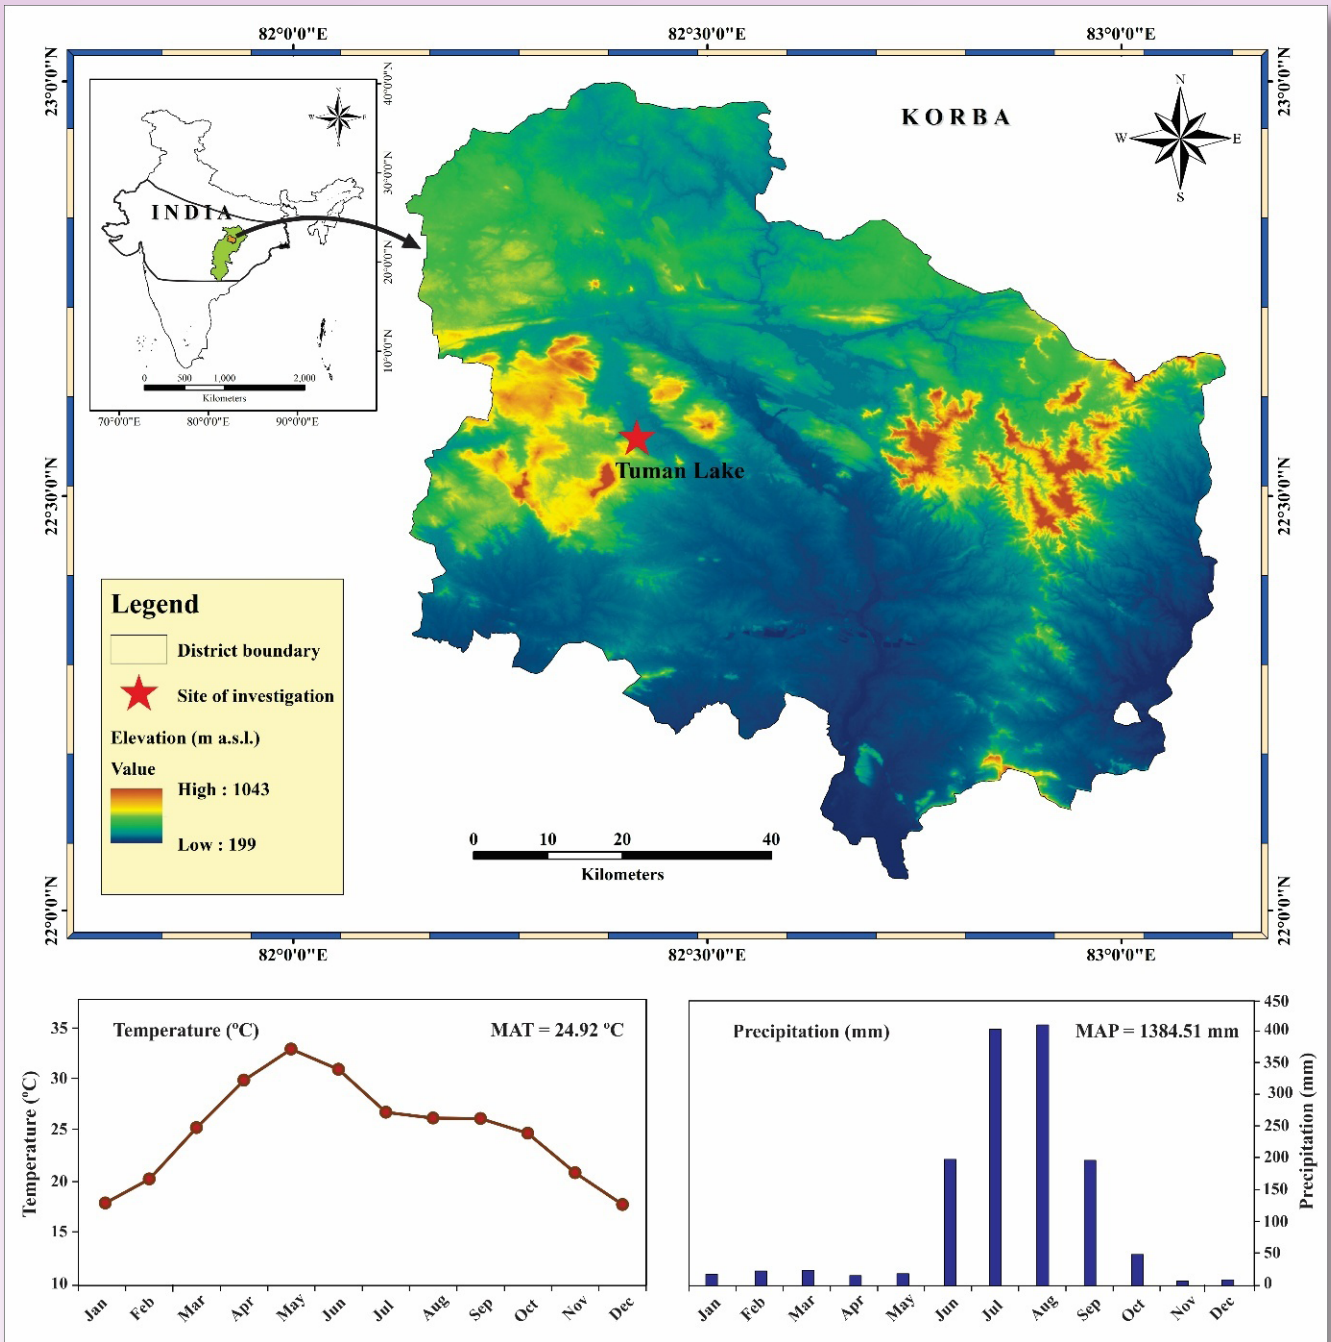 82°0'0"E 82°30'0"E 83°0'0"E
23°0'0"N
23°0'0"N
KORBA
N
W E
S
40°0'0"N
30°0'0"N
20°0'0"N
10°0'0"N
N
W
INDIA
0 500 1,000 2,000
Kilometers
70°0'0"E 80°0'0"E 90°0'0"E
Tuman Lake
22°30'0"N
22°30'0"N
Legend
District boundary
Site of investigation
Elevation (m a.s.l.)
Value
High : 1043
Low : 199
0 10 20 40
Kilometers
22°0'0"N
22°0'0"N
82°0'0"E 82°30'0"E 83°0'0"E
Temperature (ºC) MAT = 24.92 ºC
Temperature (ºC)
35
30
25
20
15
10
Jan Feb Mar Apr May Jun Jul Aug Sep Oct Nov Dec
Precipitation (mm) MAP = 1384.51 mm
450
400
350
300
250
200
150
100
50
0
Precipitation (mm)
Jan Feb Mar Apr May Jun Jul Aug Sep Oct Nov Dec